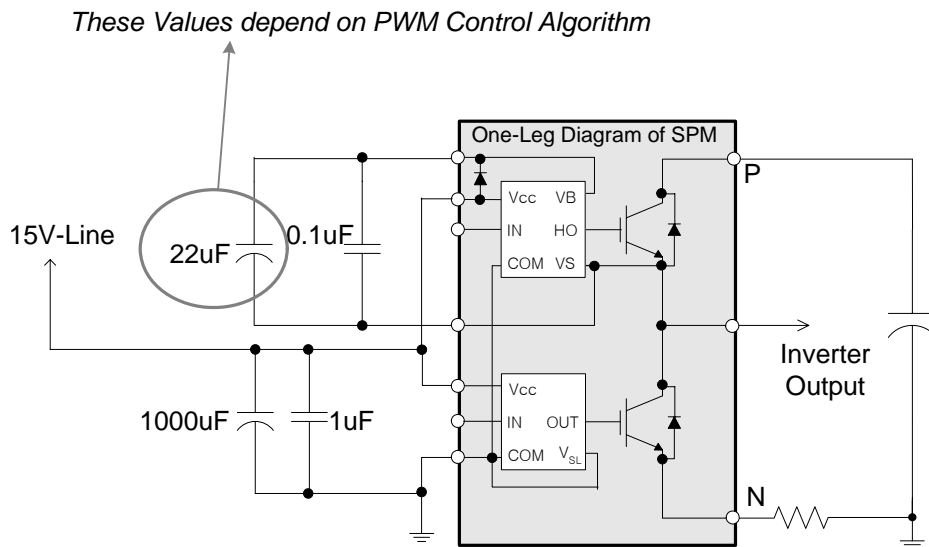 These Values depend on PWM Control Algorithm
One-Leg Diagram of SPM
P
Vcc VB
15V-Line
22uF
0.1uF
IN HO
COM VS
Inverter
Output
Vcc
1000uF
1uF
IN OUT
COM VSL
N